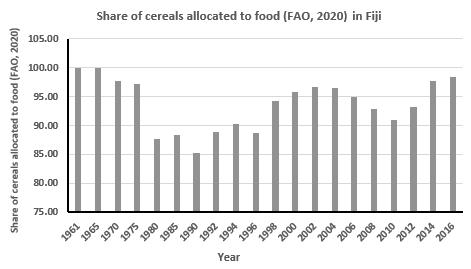 Share of cereals allocated to food (FAO, 2020) in Fiji
Share of cereals allocated to food (FAO, 2020)
105.00
100.00
95.00
90.00
85.00
80.00
75.00
1961 1965 1970 1975 1980 1985 1990 1992 1994 1996 1998 2000 2002 2004 2006 2008 2010 2012 2014 2016
Year